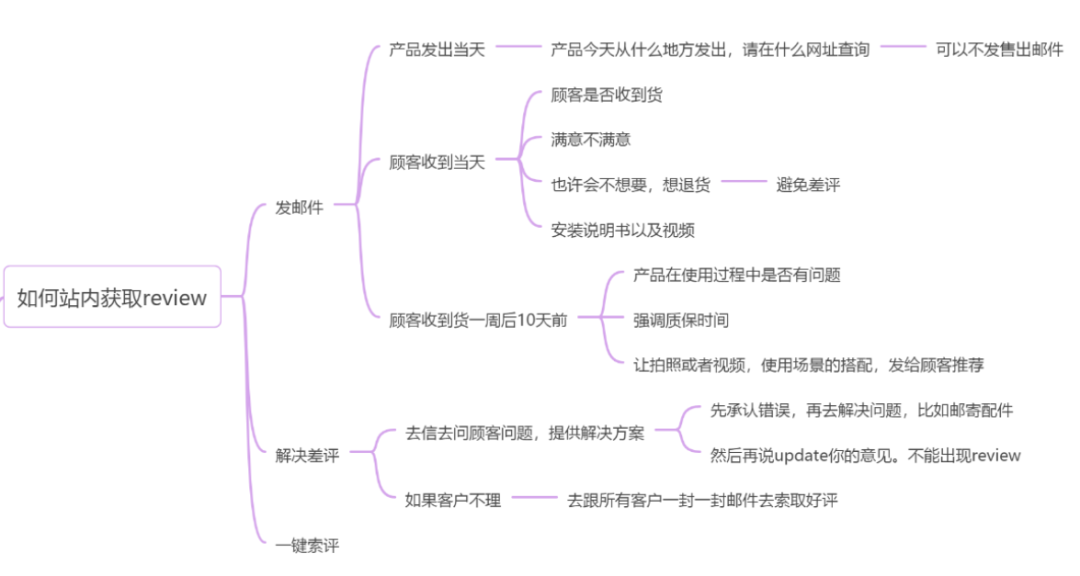 如何站内获取review
发邮件
产品发出当天
产品今天从什么地方发出，请在什么网址查询
可以不发售出邮件
顾客收到当天
顾客是否收到货
满意不满意
也许会不想要，想退货
避免差评
安装说明书以及视频
顾客收到货一周后10天前
产品在使用过程中是否有问题
强调质保时间
让拍照或者视频，使用场景的搭配，发给顾客推荐
解决差评
去信去问顾客问题，提供解决方案
先承认错误，再去解决问题，比如邮寄配件
然后再说update你的意见。不能出现review
如果客户不理
去跟所有客户一封一封邮件去索取好评
一键索评